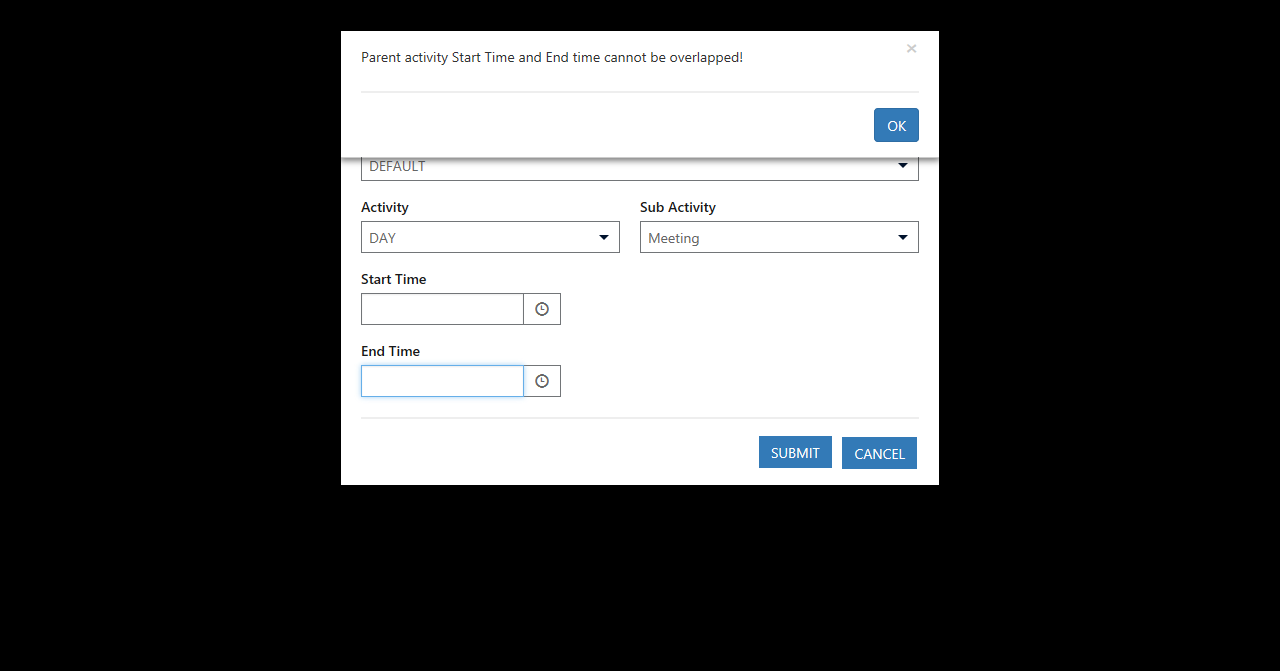 Parent activity Start Time and End time cannot be overlapped!
×
OK
DEFAULT
Activity
Sub Activity
DAY
Meeting
Start Time
End Time
SUBMIT
CANCEL